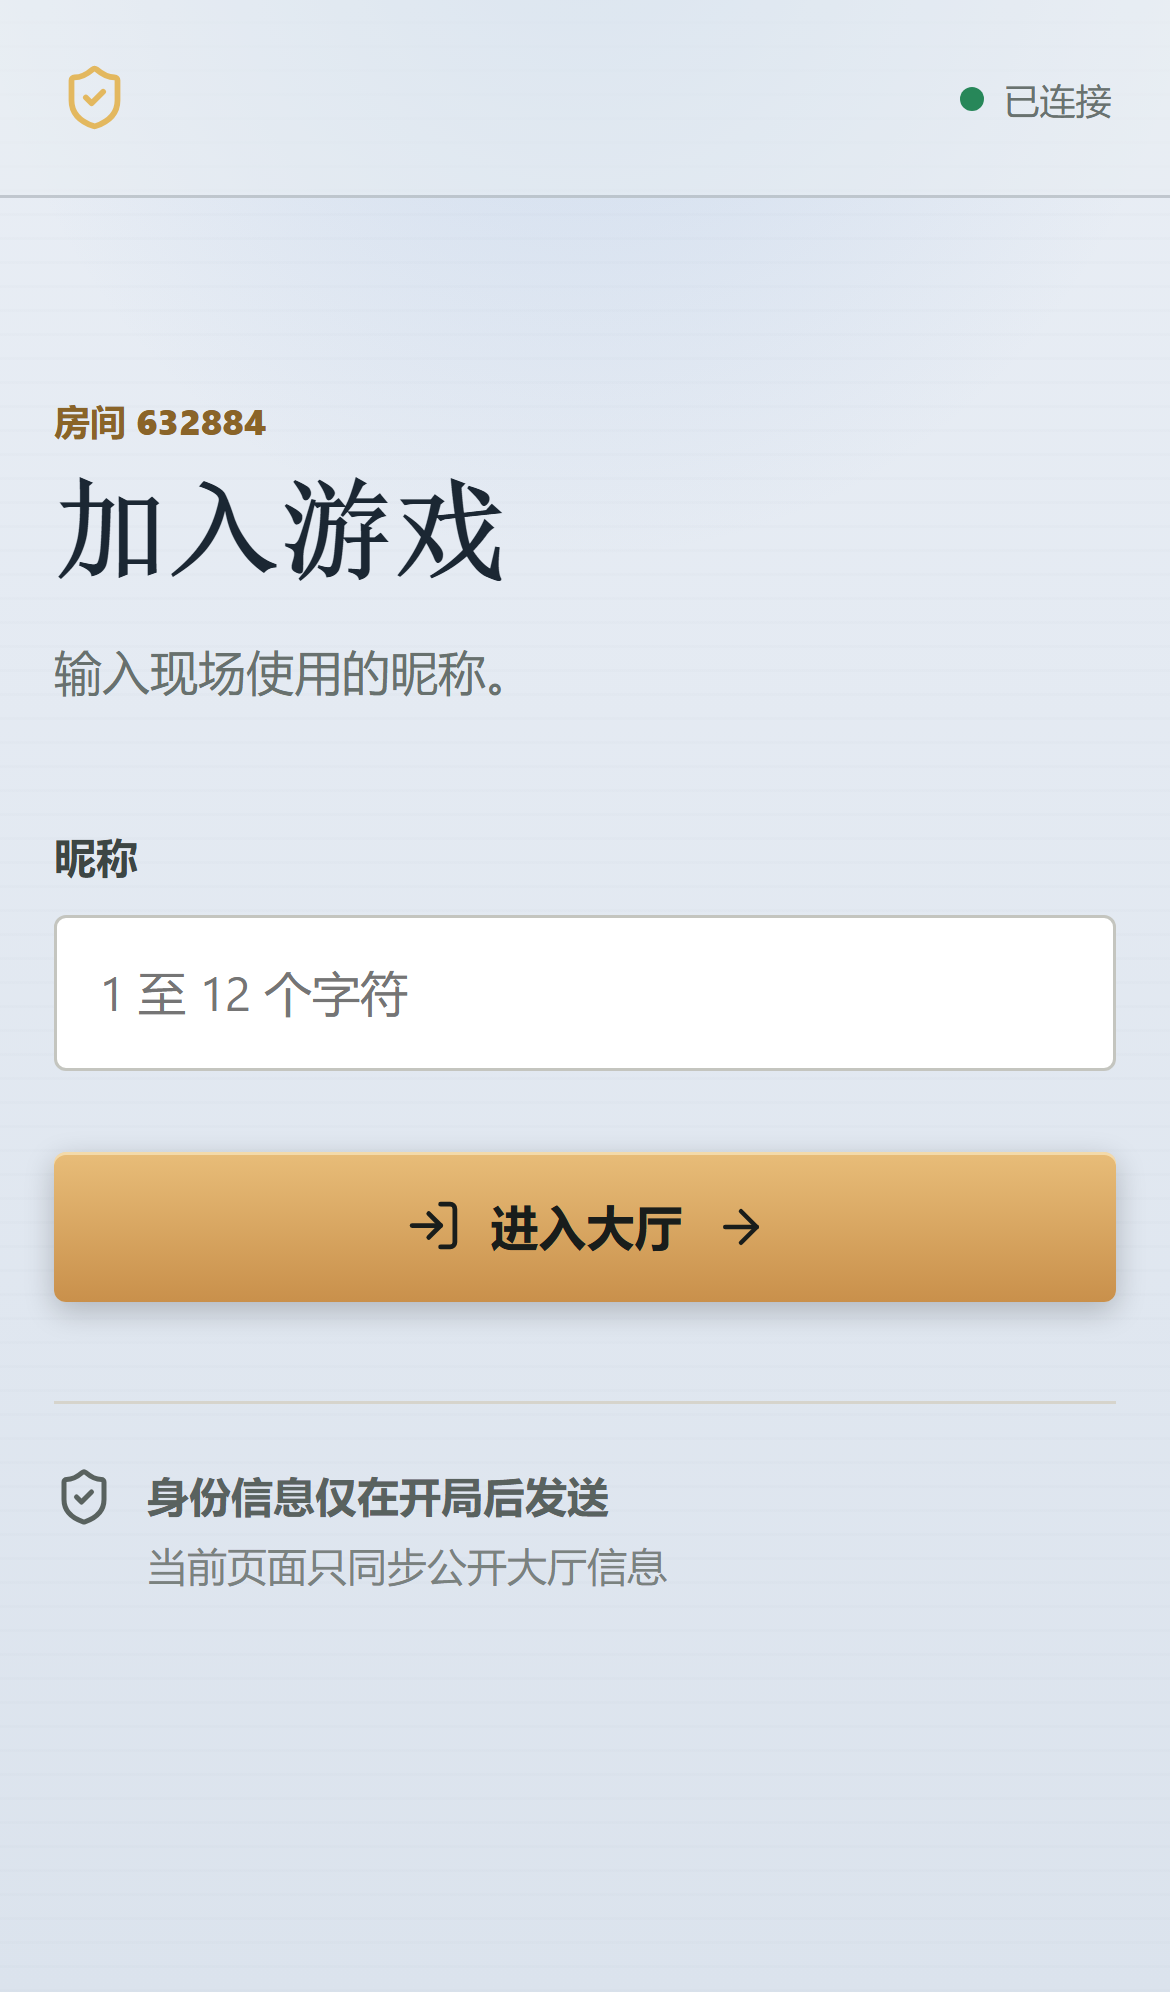 已连接
房间 632884
加入游戏
输入现场使用的昵称。
昵称
1 至 12 个字符
进入大厅
身份信息仅在开局后发送
当前页面只同步公开大厅信息